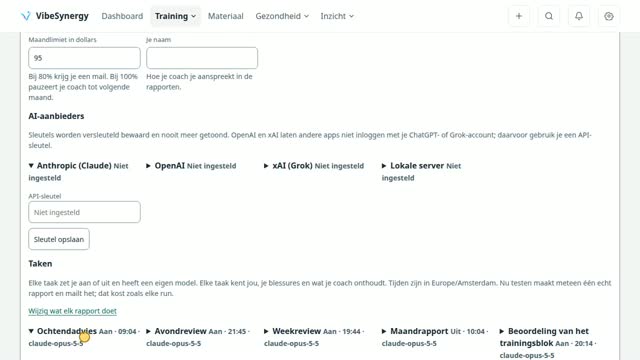 VibeSynergy Dashboard Training Materiaal Gezondheid Inzicht
Maandlimiet in dollars Je naam
95
Bij 80% krijg je een mail. Bij 100% pauzeert je coach tot volgende maand.
Hoe je coach je aanspreekt in de rapporten.
AI-aanbieders
Sleutels worden versleuteld bewaard en nooit meer getoond. OpenAI en xAI laten andere apps niet inloggen met je ChatGPT- of Grok-account; daarvoor gebruik je een API-
sleutel.
Anthropic (Claude) Niet ingesteld
OpenAI Niet ingesteld
xAI (Grok) Niet ingesteld
Lokale server Niet ingesteld
API-sleutel
Niet ingesteld
Sleutel opslaan
Taken
Elke taak zet je aan of uit en heeft een eigen model. Elke taak kent jou, je blessures en wat je coach onthoudt. Tijden zijn in Europe/Amsterdam. Nu testen maakt meteen één echt
rapport en mailt het; dat kost zoals elke run.
Wijzig wat elk rapport doet
Ochtendadvies Aan · 09:04 · claude-opus-5-5
Avondreview Aan · 21:45 · claude-opus-5-5
Weekreview Aan · 19:44 · claude-opus-5-5
Maandrapport Uit · 10:04 · claude-opus-5-5
Beoordeling van het trainingsblok Aan · 20:14 · claude-opus-5-5